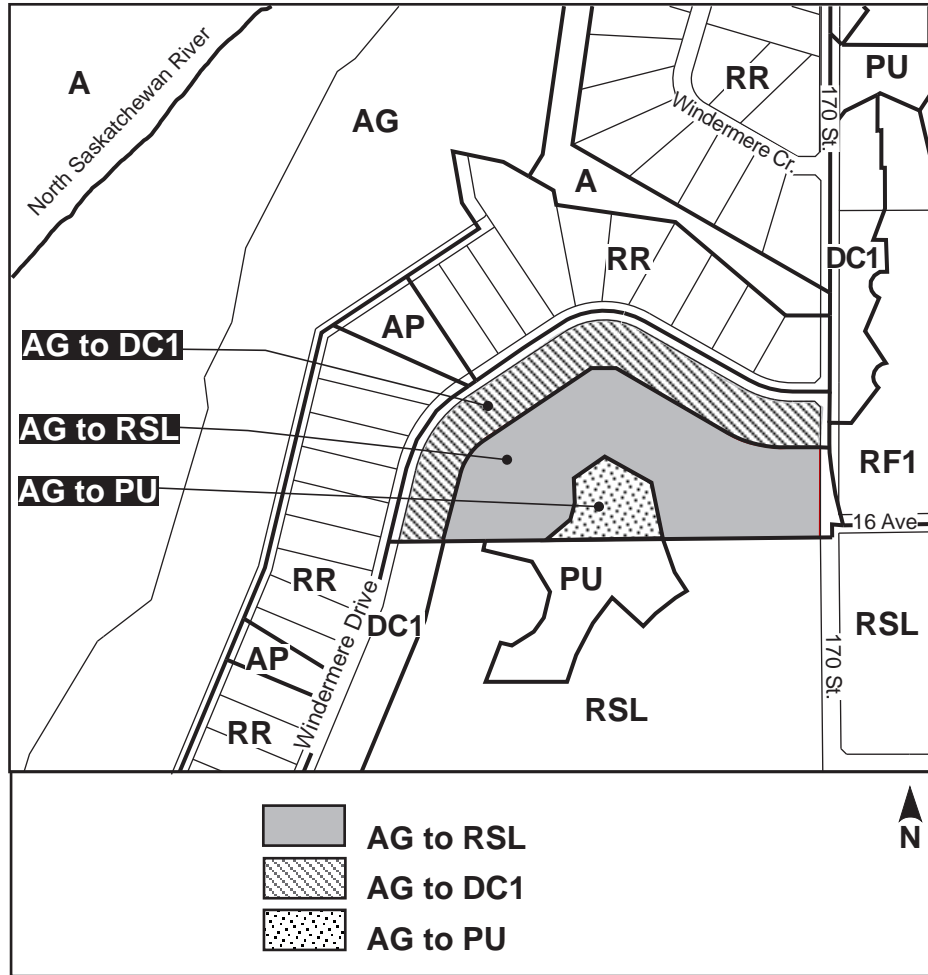 A
North Saskatchewan River
AG
RR
Windermere Cr.
170 St.
PU
A
DC1
RR
AP
AG to DC1
AG to RSL
AG to PU
RF1
16 Ave
RR
PU
DC1
Windermere Drive
AP
RSL
170 St.
RSL
RR
AG to RSL
AG to DC1
AG to PU
N